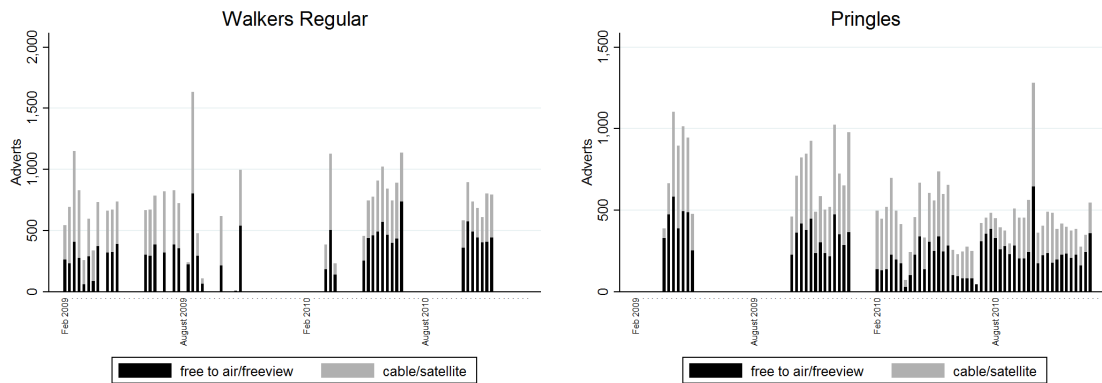 Walkers Regular
2,000
1,500
1,000
500
0
Adverts
Feb 2009
August 2009
Feb 2010
August 2010
free to air/freeview
cable/satellite
Pringles
1,500
1,000
500
0
Adverts
Feb 2009
August 2009
Feb 2010
August 2010
free to air/freeview
cable/satellite